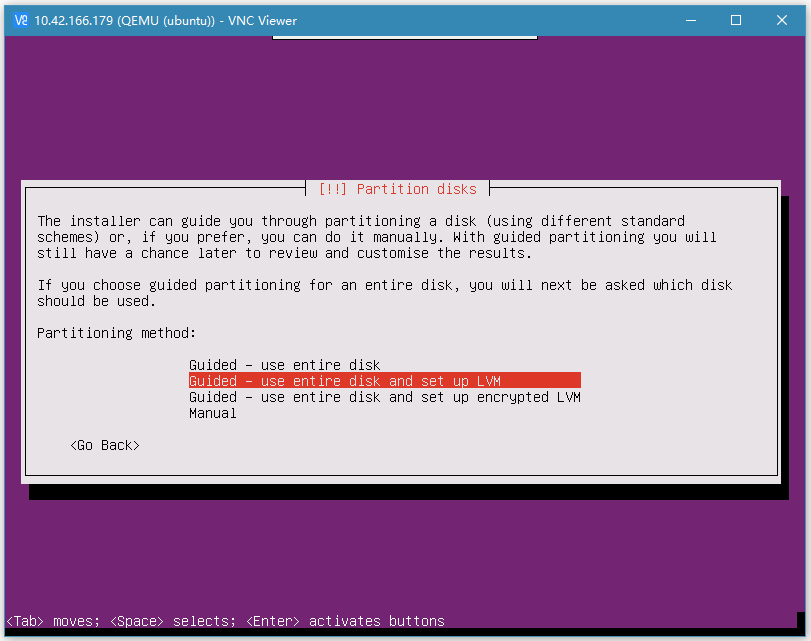 V2 10.42.166.179 (QEMU (ubuntu)) - VNC Viewer
[!!] Partition disks
The installer can guide you through partitioning a disk (using different standard
schemes) or, if you prefer, you can do it manually. With guided partitioning you will
still have a chance later to review and customise the results.
If you choose guided partitioning for an entire disk, you will next be asked which disk
should be used.
Partitioning method:
Guided - use entire disk
Guided - use entire disk and set up LVM
Guided - use entire disk and set up encrypted LVM
Manual
<Go Back>
<Tab> moves; <Space> selects; <Enter> activates buttons